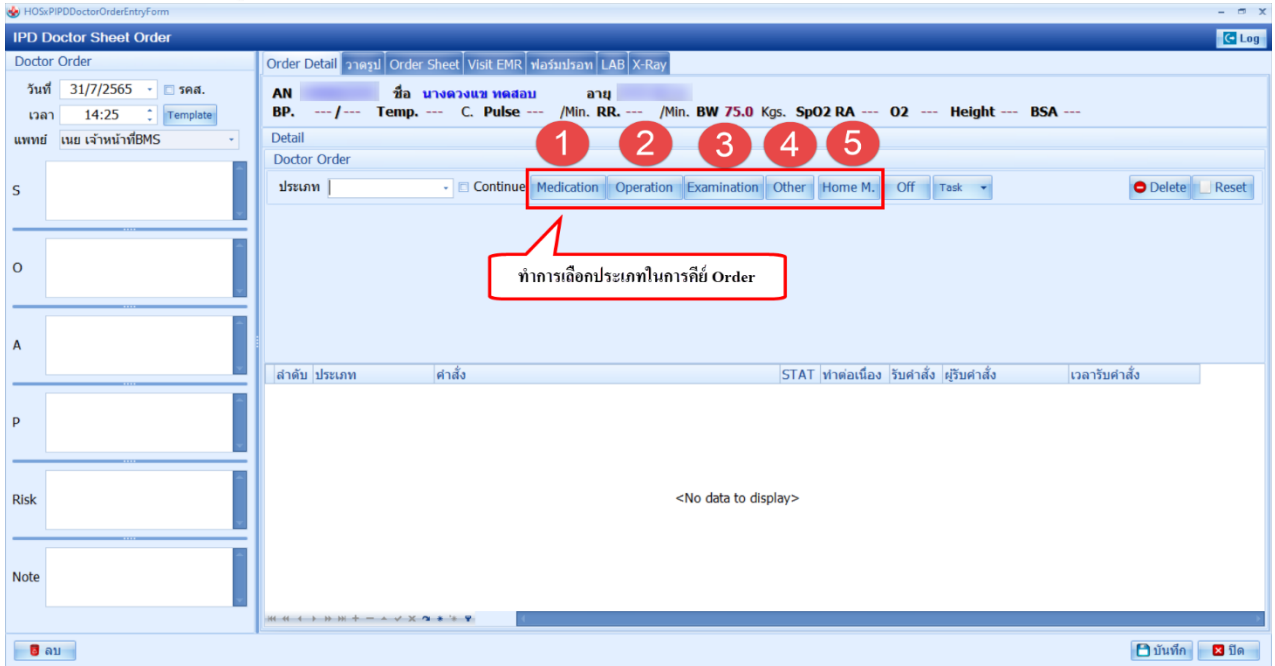 HOSxPIPDDoctorOrderEntryForm
IPD Doctor Sheet Order
Log
Doctor Order
วันที่ 31/7/2565 รคส.
เวลา 14:25 Template
แพทย์ เนย เจ้าหน้าที่BMS
S
O
A
P
Risk
Note
Order Detail วาดรูป Order Sheet Visit EMR ฟอร์มปรอท LAB X-Ray
AN ชื่อ นางดวงแข ทดสอบ อายุ
BP. ---/--- Temp. --- C. Pulse --- /Min. RR. --- /Min. BW 75.0 Kgs. SpO2 RA --- O2 --- Height --- BSA ---
Detail
1 2 3 4 5
Doctor Order
ประเภท Continue Medication Operation Examination Other Home M. Off Task Delete Reset
ทำการเลือกประเภทในการคีย์ Order
ลำดับ ประเภท คำสั่ง STAT ทำต่อเนื่อง รับคำสั่ง ผู้รับคำสั่ง เวลารับคำสั่ง
<No data to display>
ลบ บันทึก ปิด